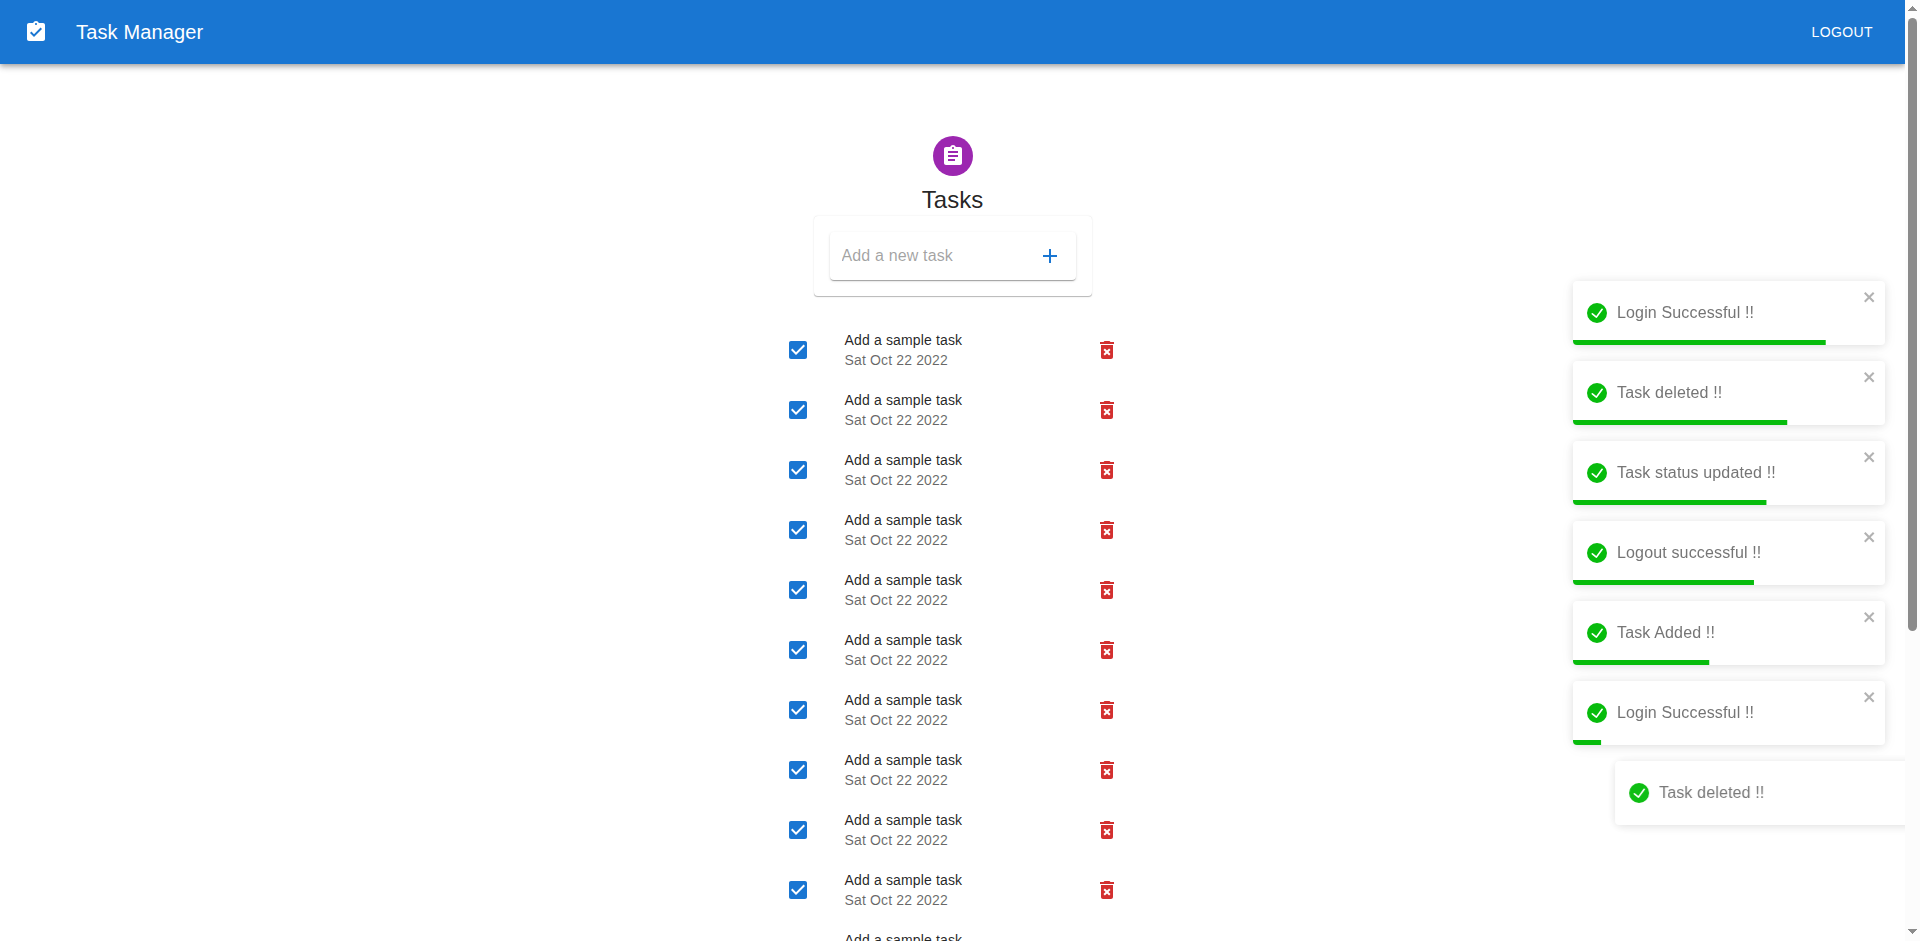 Task Manager
LOGOUT
Tasks
Add a new task
Add a sample task
Sat Oct 22 2022
Add a sample task
Sat Oct 22 2022
Add a sample task
Sat Oct 22 2022
Add a sample task
Sat Oct 22 2022
Add a sample task
Sat Oct 22 2022
Add a sample task
Sat Oct 22 2022
Add a sample task
Sat Oct 22 2022
Add a sample task
Sat Oct 22 2022
Add a sample task
Sat Oct 22 2022
Add a sample task
Sat Oct 22 2022
Add a sample task
Login Successful !!
Task deleted !!
Task status updated !!
Logout successful !!
Task Added !!
Login Successful !!
Task deleted !!